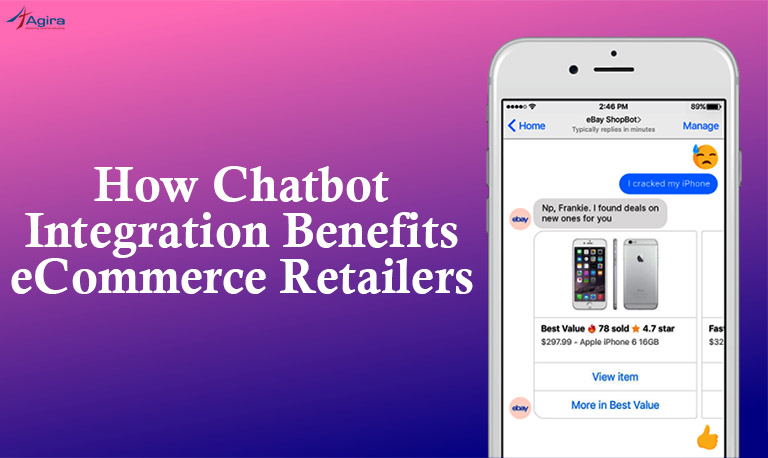 Agira
How Chatbot
Integration Benefits
eCommerce Retailers
2:46 PM
89%
Home
eBay ShopBot>
Typically replies in minutes
Manage
I cracked my iPhone
Np, Frankie. I found deals on
new ones for you
ebay
Best Value 🔥 78 sold ⭐ 4.7 star
$297.99 - Apple iPhone 6 16GB
View item
More in Best Value
Fast
$32
ebay